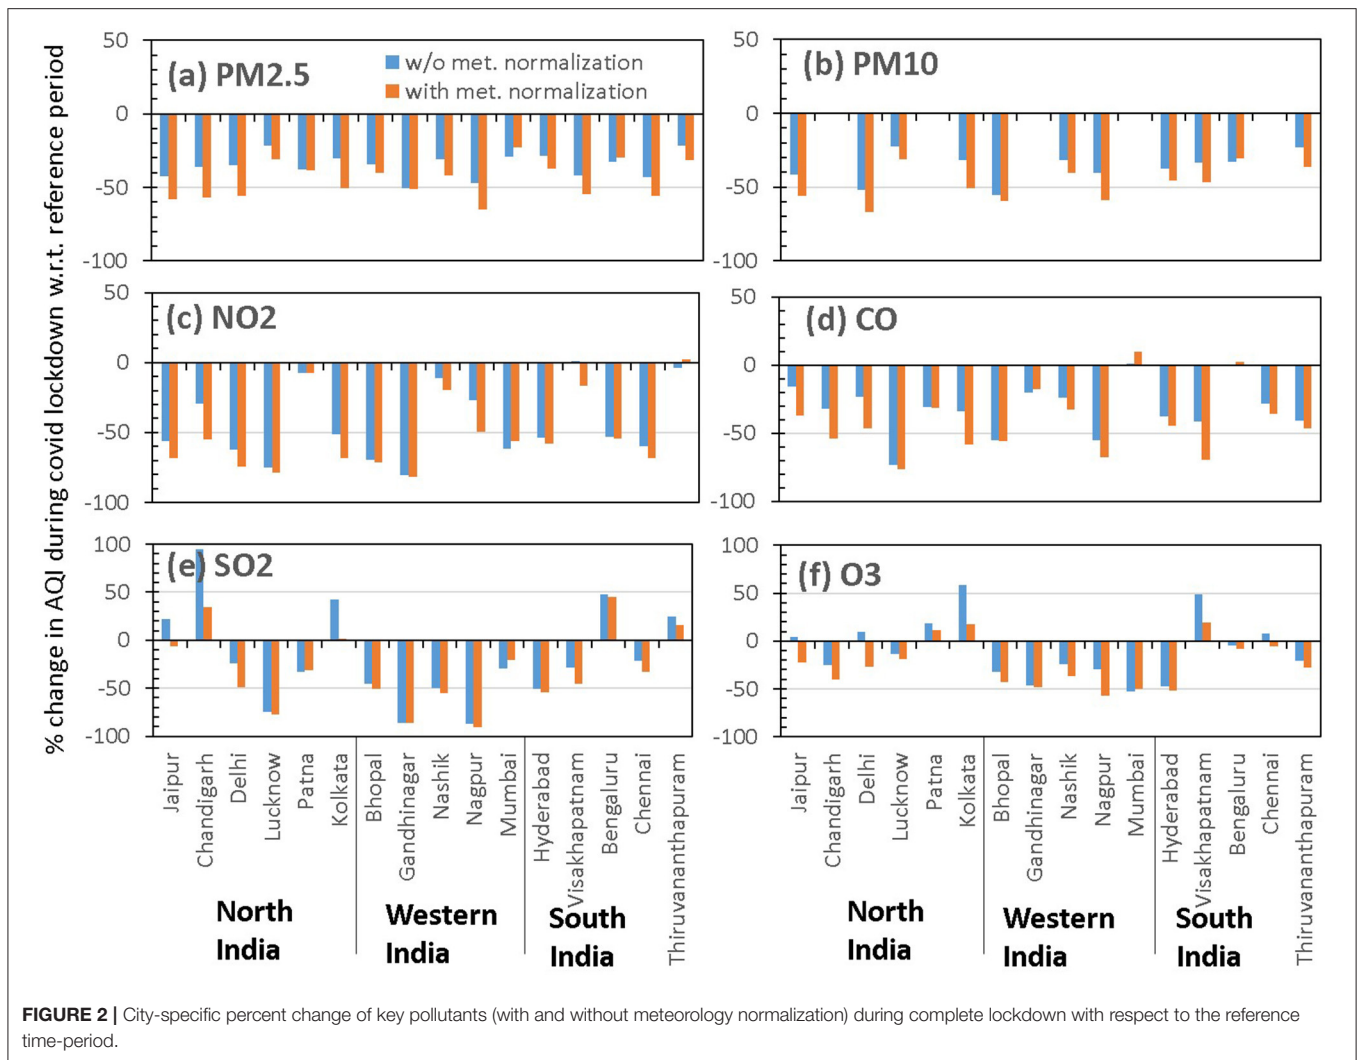 % change in AQI during covid lockdown w.r.t. reference period
50
0
-50
-100
(a) PM2.5
w/o met. normalization
with met. normalization
50
0
-50
-100
(b) PM10
50
0
-50
-100
(c) NO2
50
0
-50
-100
(d) CO
100
50
0
-50
-100
(e) SO2
100
50
0
-50
-100
(f) O3
Jaipur
Chandigarh
Delhi
Lucknow
Patna
Kolkata
Bhopal
Gandhinagar
Nashik
Nagpur
Mumbai
Hyderabad
Visakhapatnam
Bengaluru
Chennai
Thiruvananthapuram
North
India
Western
India
South
India
Jaipur
Chandigarh
Delhi
Lucknow
Patna
Kolkata
Bhopal
Gandhinagar
Nashik
Nagpur
Mumbai
Hyderabad
Visakhapatnam
Bengaluru
Chennai
Thiruvananthapuram
North
India
Western
India
South
India
FIGURE 2 | City-specific percent change of key pollutants (with and without meteorology normalization) during complete lockdown with respect to the reference
time-period.